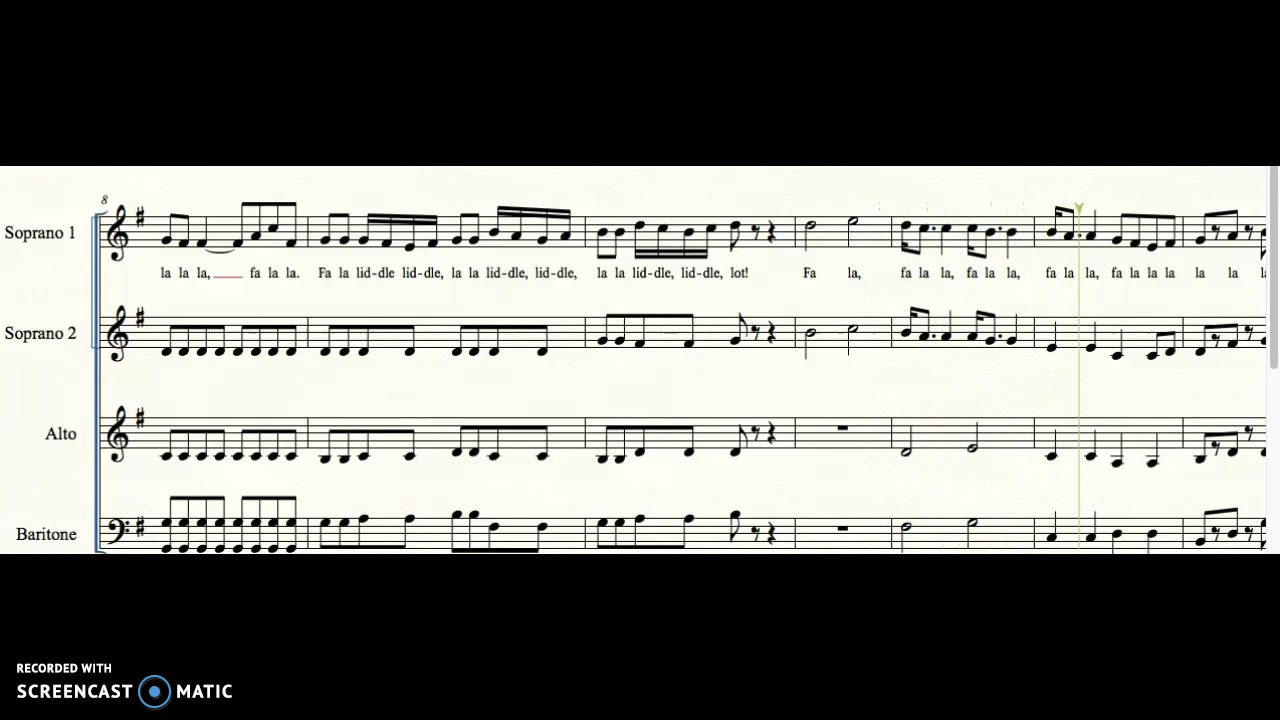 8
Soprano 1
la la la,____ fa la la. Fa la lid-dle lid-dle, la la lid-dle, lid-dle, la la lid-dle, lid-dle, lot! Fa la, fa la la, fa la la, fa la la, fa la la la la la
Soprano 2
Alto
Baritone
RECORDED WITH
SCREENCAST MATIC